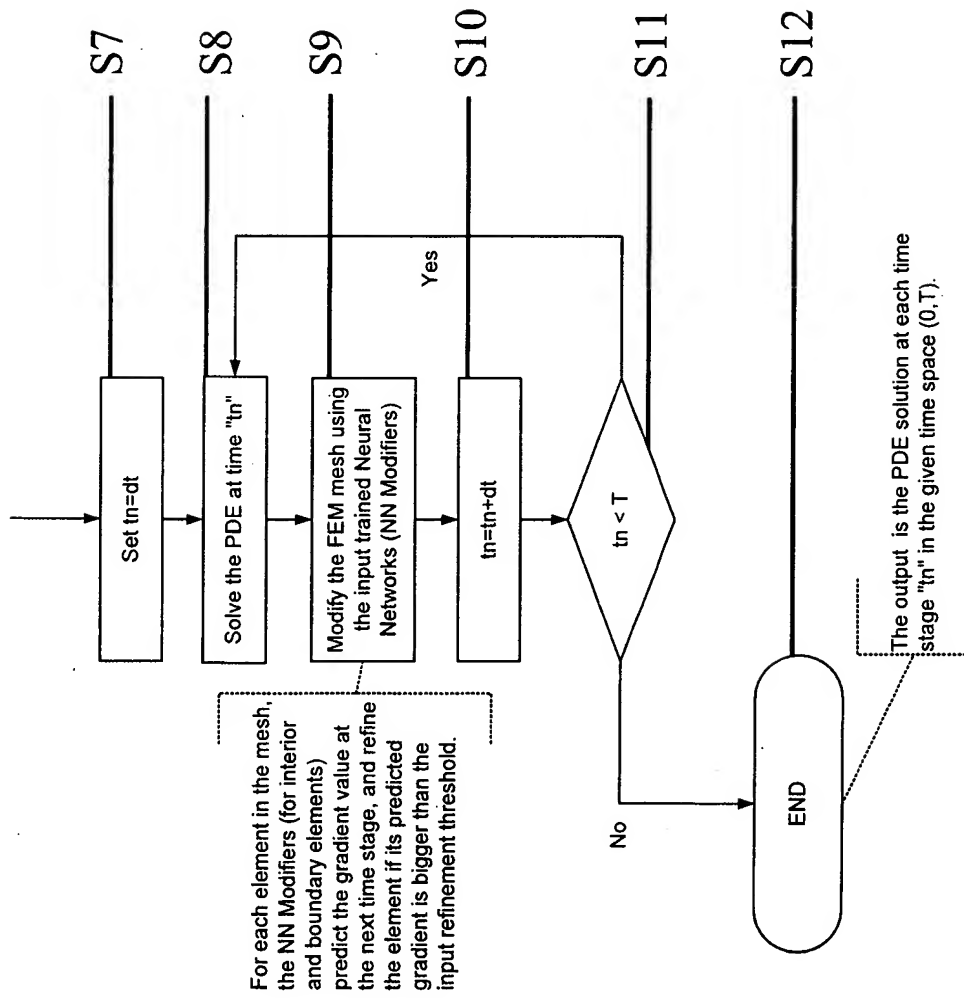 S7
Set tn=dt
S8
Solve the PDE at time "tn"
S9
Modify the FEM mesh using
the input trained Neural
Networks (NN Modifiers)
For each element in the mesh,
the NN Modifiers (for interior
and boundary elements)
predict the gradient value at
the next time stage, and refine
the element if its predicted
gradient is bigger than the
input refinement threshold.
S10
tn=tn+dt
Yes
S11
tn < T
No
S12
END
The output is the PDE solution at each time
stage "tn" in the given time space (0,T).